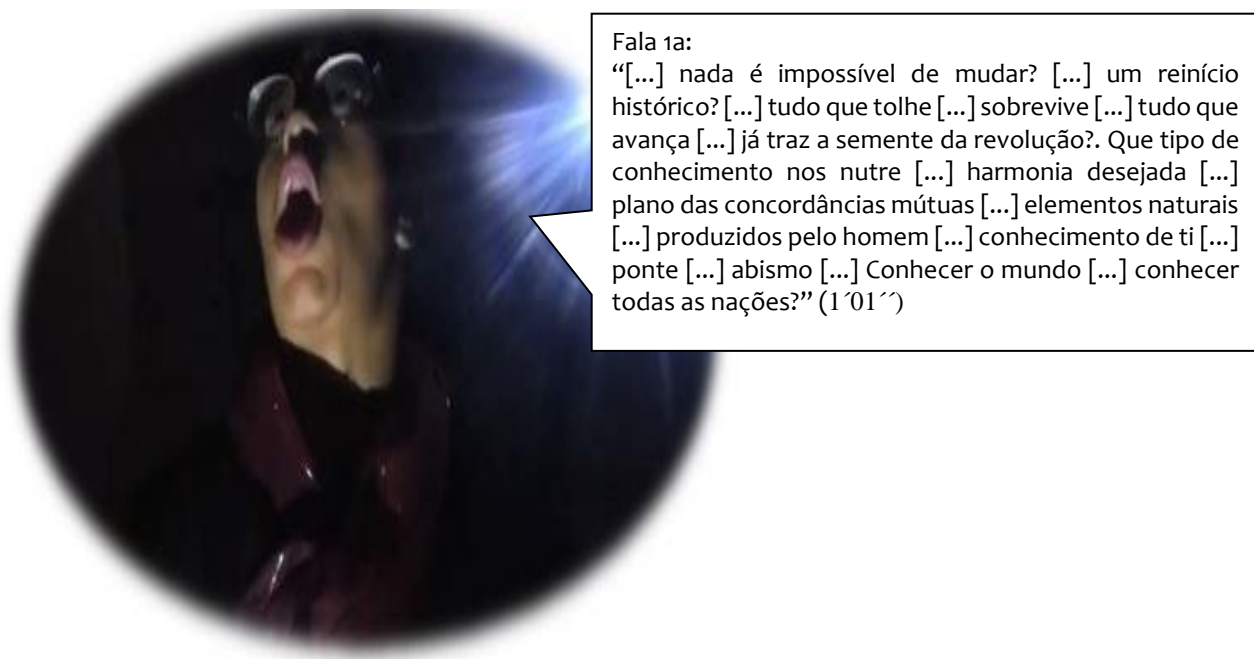 Fala 1a:
“[...] nada é impossível de mudar? [...] um reinício
histórico? [...] tudo que tolhe [...] sobrevive [...] tudo que
avança [...] já traz a semente da revolução?. Que tipo de
conhecimento nos nutre [...] harmonia desejada [...]
plano das concordâncias mútuas [...] elementos naturais
[...] produzidos pelo homem [...] conhecimento de ti [...]
ponte [...] abismo [...] Conhecer o mundo [...] conhecer
todas as nações?” (1´01´´)